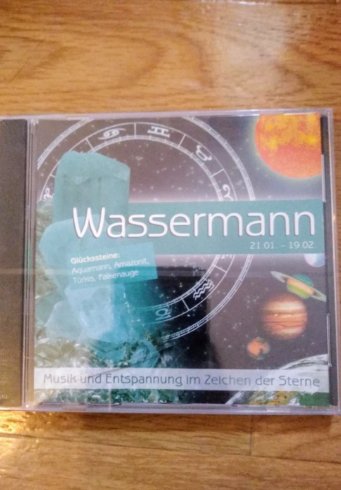 Wassermann
21.01. - 19.02.
Glückssteine:
Aquamarin, Amazonit,
Türkis, Falkenauge
Musik und Entspannung im Zeichen der Sterne